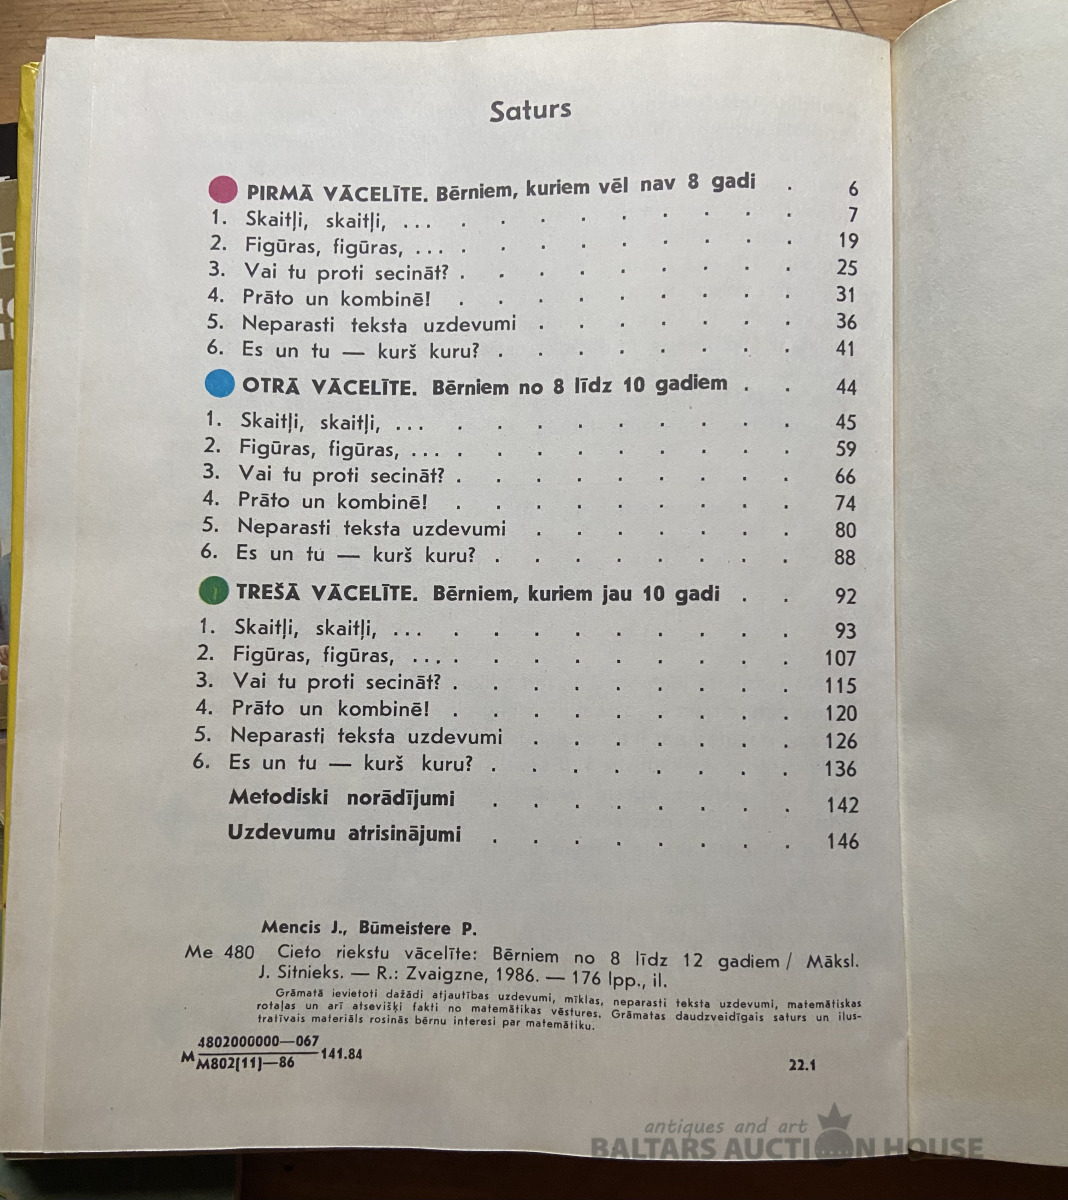 Saturs
PIRMĀ VĀCELĪTE. Bērniem, kuriem vēl nav 8 gadi . 6
1. Skaitļi, skaitļi, ... . . . . . . . . . 7
2. Figūras, figūras, ... . . . . . . . . . 19
3. Vai tu proti secināt? . . . . . . . . . 25
4. Prāto un kombinē! . . . . . . . . . 31
5. Neparasti teksta uzdevumi . . . . . . . 36
6. Es un tu — kurš kuru? . . . . . . . . 41
OTRĀ VĀCELĪTE. Bērniem no 8 līdz 10 gadiem . . 44
1. Skaitļi, skaitļi, ... . . . . . . . . . 45
2. Figūras, figūras, ... . . . . . . . . . . 59
3. Vai tu proti secināt? . . . . . . . . . 66
4. Prāto un kombinē! . . . . . . . . . 74
5. Neparasti teksta uzdevumi . . . . . . . 80
6. Es un tu — kurš kuru? . . . . . . . . 88
TREŠĀ VĀCELĪTE. Bērniem, kuriem jau 10 gadi . . 92
1. Skaitļi, skaitļi, ... . . . . . . . . . 93
2. Figūras, figūras, ... . . . . . . . . . . 107
3. Vai tu proti secināt? . . . . . . . . . 115
4. Prāto un kombinē! . . . . . . . . . 120
5. Neparasti teksta uzdevumi . . . . . . . 126
6. Es un tu — kurš kuru? . . . . . . . . 136
Metodiski norādījumi . . . . . . . . 142
Uzdevumu atrisinājumi . . . . . . . . 146
Mencis J., Būmeistere P.
Me 480 Cieto riekstu vācelīte: Bērniem no 8 līdz 12 gadiem / Māksl.
J. Sitnieks. — R.: Zvaigzne, 1986. — 176 lpp., il.
Grāmatā ievietoti dažādi atjautības uzdevumi, mīklas, neparasti teksta uzdevumi, matemātiskas
rotaļas un arī atsevišķi fakti no matemātikas vēstures. Grāmatas daudzveidīgais saturs un ilus-
tratīvais materiāls rosinās bērnu interesi par matemātiku.
4802000000—067
M 141.84
M802[11]—86
22.1
antiques and art
BALTARS AUCTION HOUSE